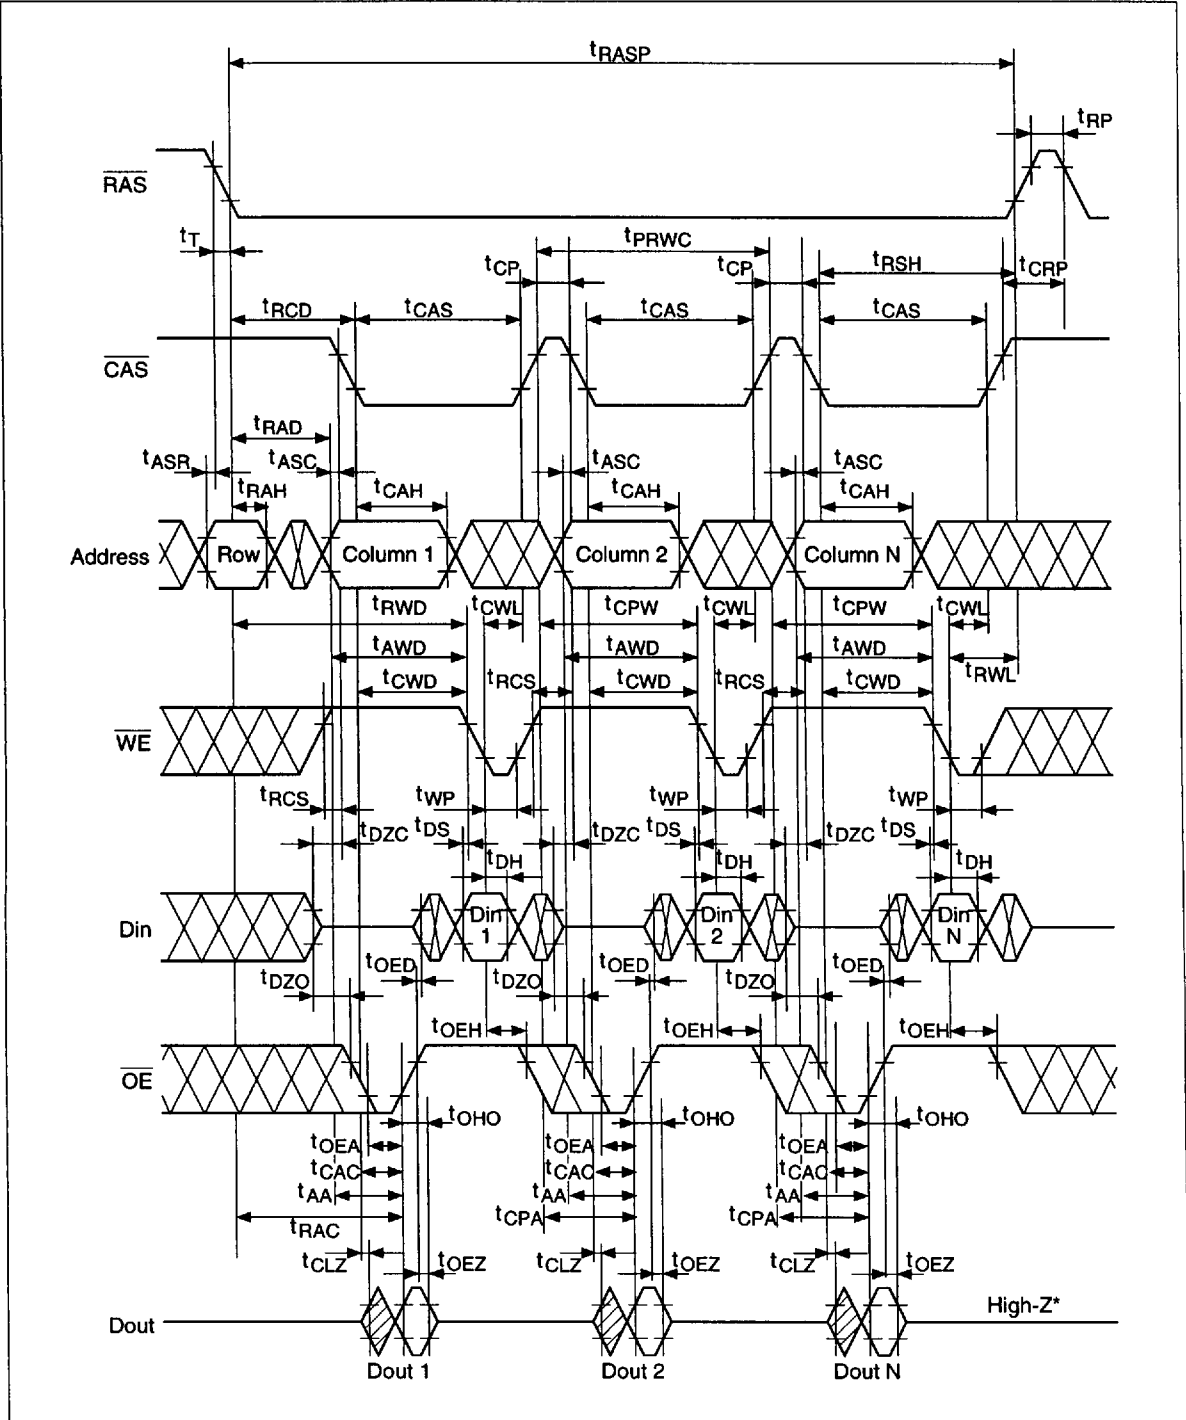 tRASP
tRP
RAS
tT
tPRWC
tCP
tCP
tRSH
tCRP
tRCD
tCAS
tCAS
tCAS
CAS
tRAD
tASR
tASC
tASC
tASC
tRAH
tCAH
tCAH
tCAH
Address
Row
Column 1
Column 2
Column N
tRWD
tCWL
tCPW
tCWL
tCPW
tCWL
tAWD
tAWD
tAWD
tRWL
tCWD
tRCS
tCWD
tRCS
tCWD
WE
tRCS
tWP
tWP
tWP
tDZC
tDS
tDZC
tDS
tDZC
tDS
tDH
tDH
tDH
Din
Din 1
Din 2
Din N
tDZO
tOED
tDZO
tOED
tDZO
tOED
tOEH
tOEH
tOEH
OE
tOHO
tOHO
tOHO
tOEA
tOEA
tOEA
tCAC
tCAC
tCAC
tAA
tAA
tAA
tRAC
tCPA
tCPA
tCLZ
tOEZ
tCLZ
tOEZ
tCLZ
tOEZ
High-Z*
Dout
Dout 1
Dout 2
Dout N